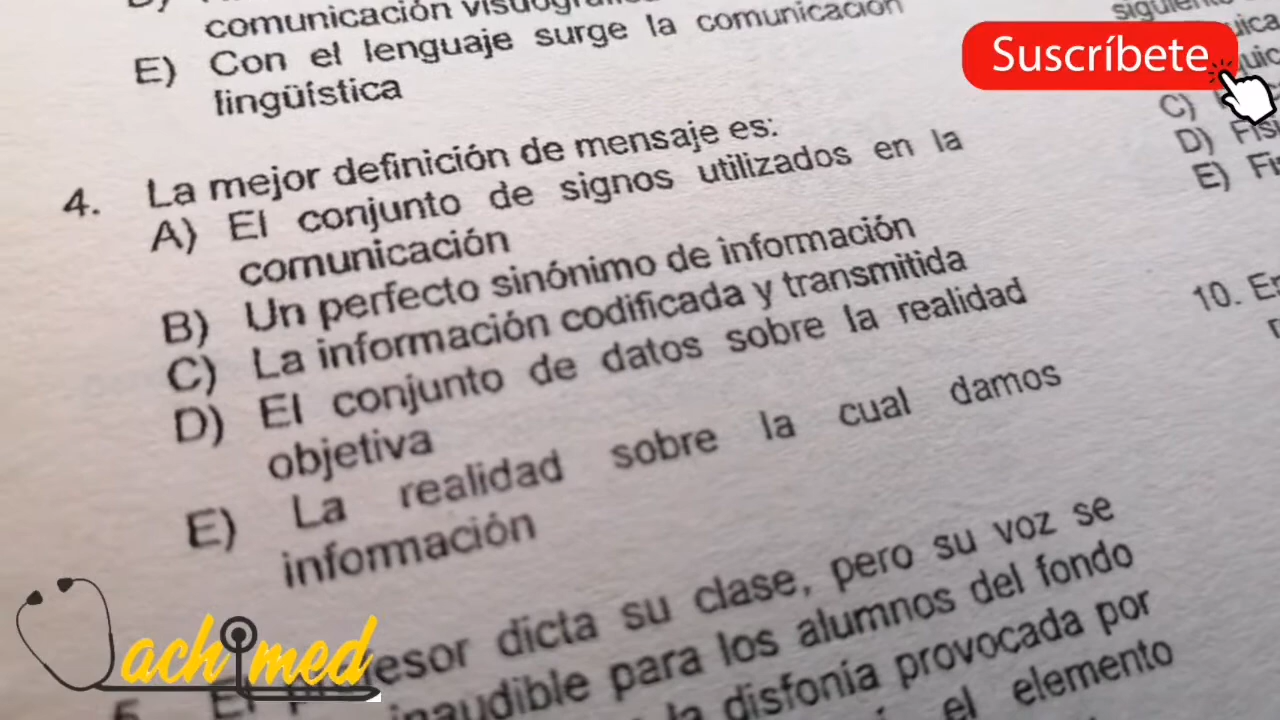 comunicación
E) Con el lenguaje surge la comunicación
lingüística
4. La mejor definición de mensaje es:
A) El conjunto de signos utilizados en la
comunicación
B) Un perfecto sinónimo de información
C) La información codificada y transmitida
D) El conjunto de datos sobre la realidad
objetiva
E) La realidad sobre la cual damos
información
5. El dicta su clase, pero su voz se
inaudible para los alumnos del fondo
la disfonía provocada por
el elemento
Suscríbete
C)
D)
E)
10.
achimed